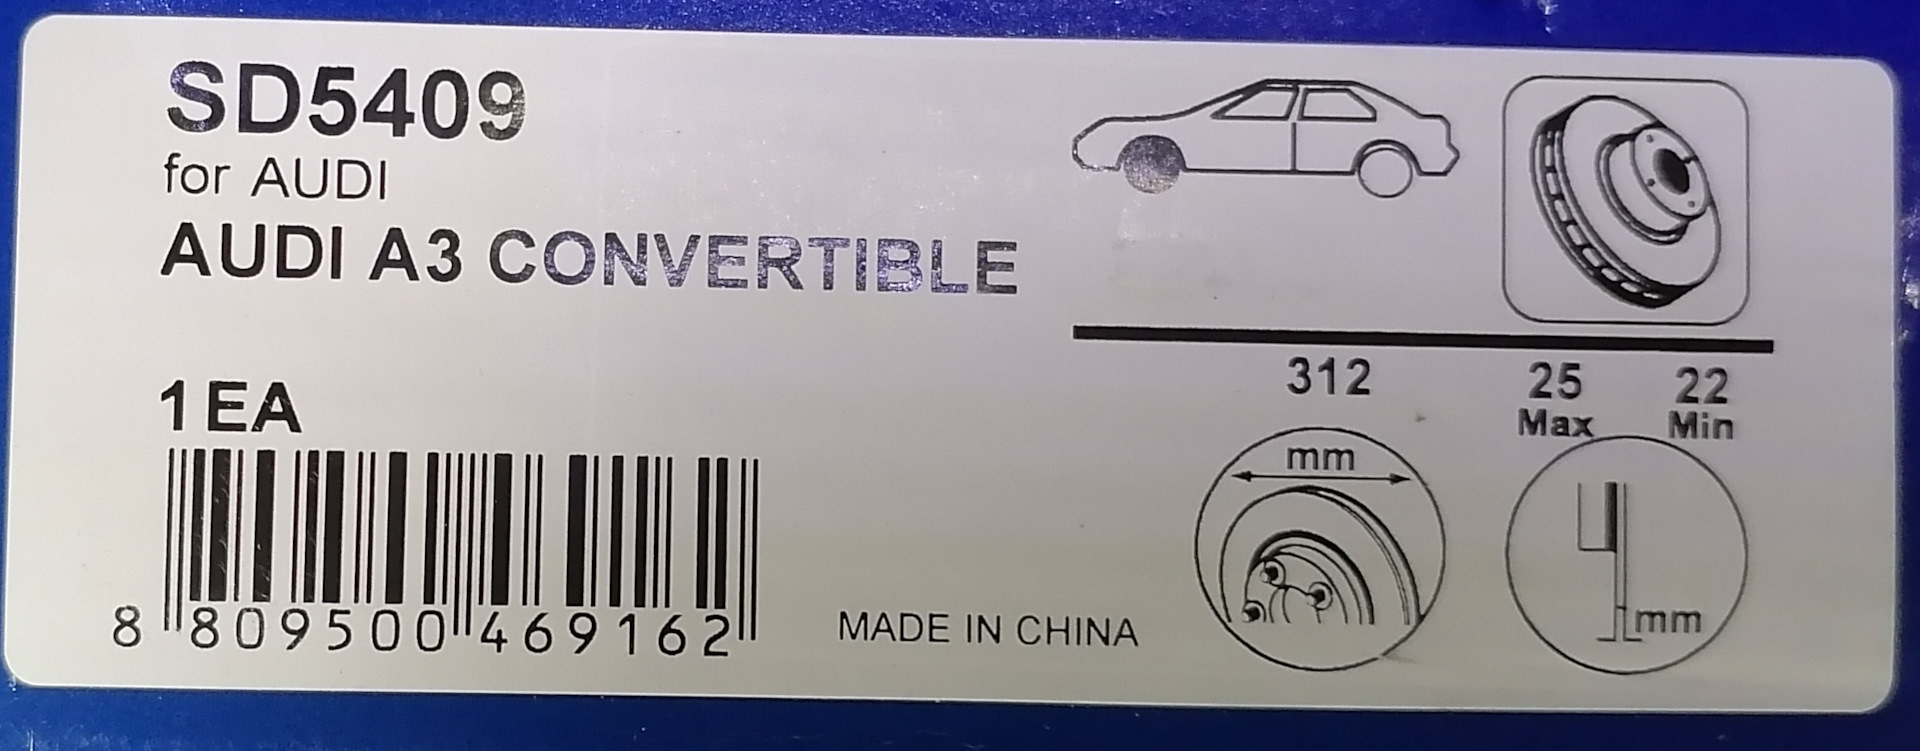 SD5409
for AUDI
AUDI A3 CONVERTIBLE
1 EA
8 809500 469162
MADE IN CHINA
312
25 22
Max Min
mm
mm